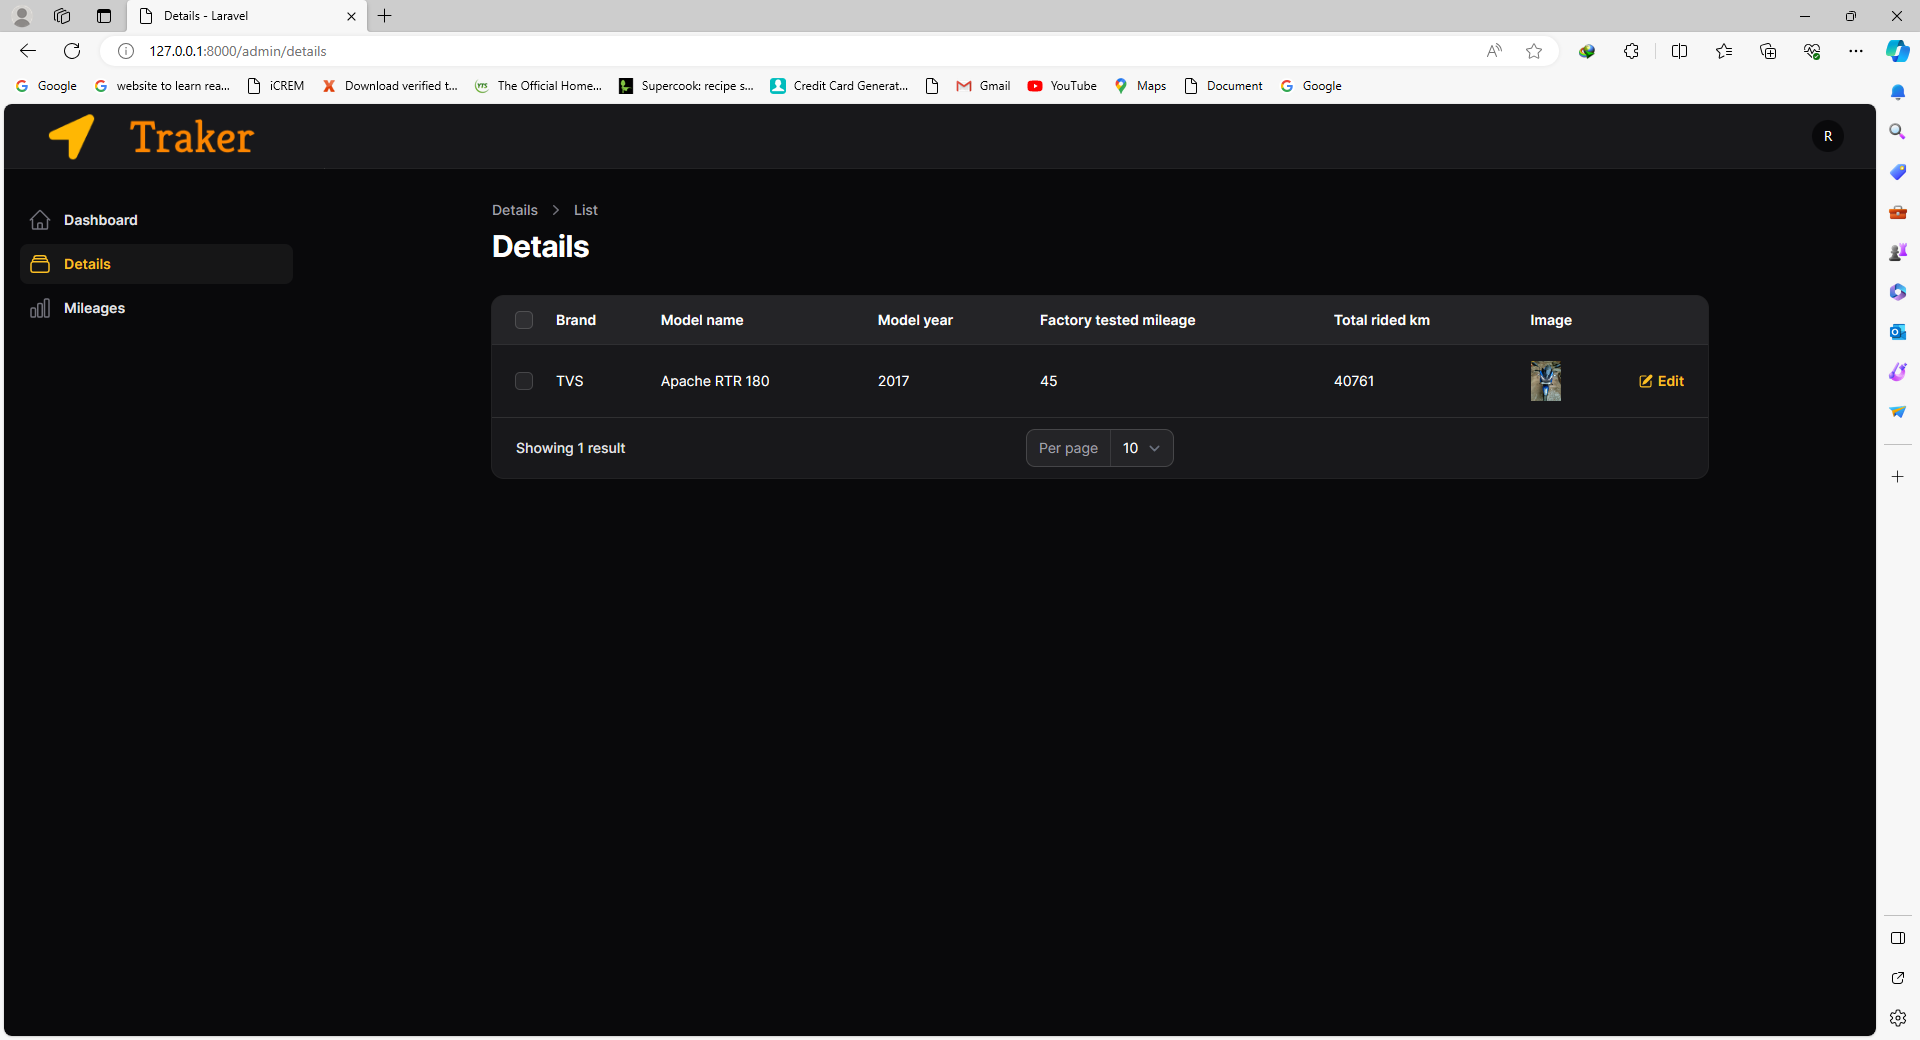 Details - Laravel
127.0.0.1:8000/admin/details
Google
website to learn rea...
iCREM
Download verified t...
The Official Home...
Supercook: recipe s...
Credit Card Generat...
Gmail
YouTube
Maps
Document
Google
Traker
R
Dashboard
Details
Mileages
Details > List
Details
Brand Model name Model year Factory tested mileage Total rided km Image
TVS Apache RTR 180 2017 45 40761 Edit
Showing 1 result
Per page 10